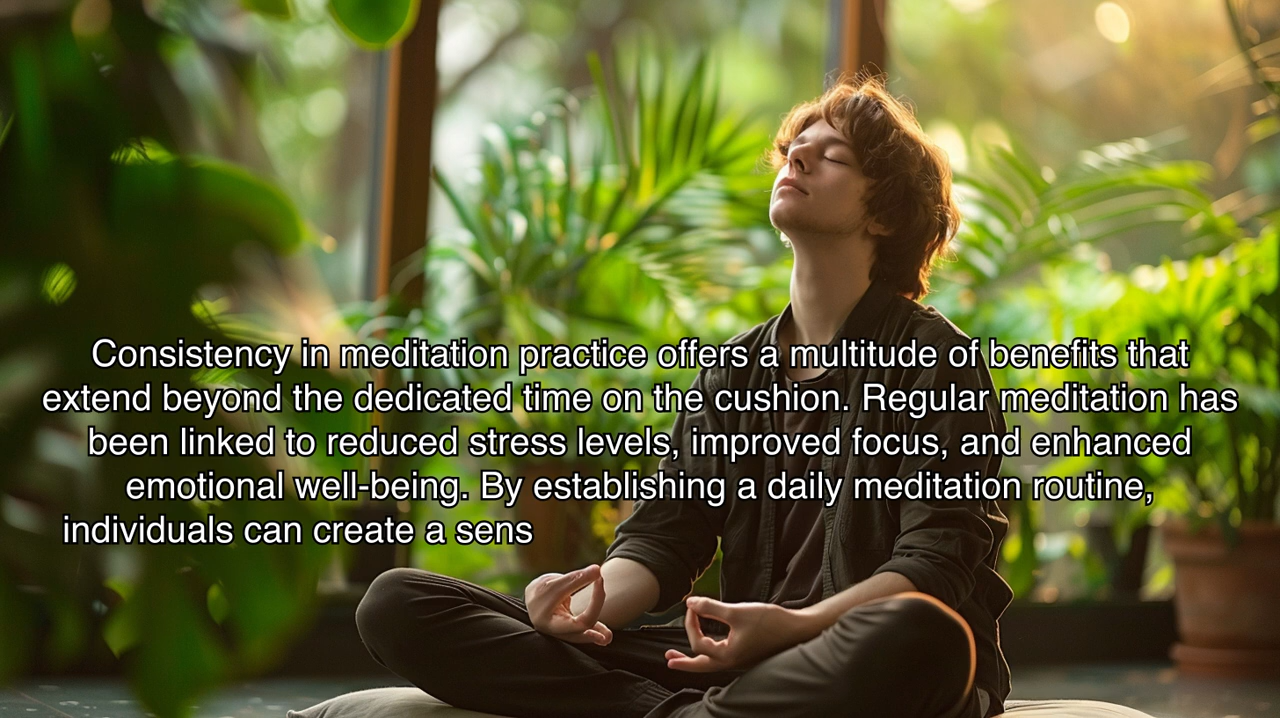 Consistency in meditation practice offers a multitude of benefits that
extend beyond the dedicated time on the cushion. Regular meditation has
been linked to reduced stress levels, improved focus, and enhanced
emotional well-being. By establishing a daily meditation routine,
individuals can create a sens